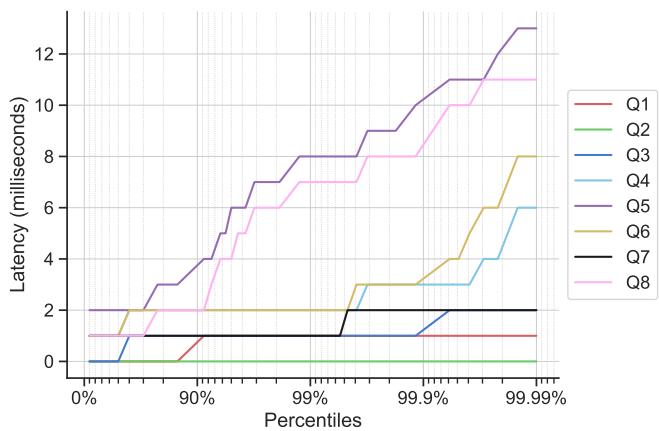 Latency (milliseconds)
12
10
8
6
4
2
0
0%
90%
99%
99.9%
99.99%
Percentiles
Q1
Q2
Q3
Q4
Q5
Q6
Q7
Q8